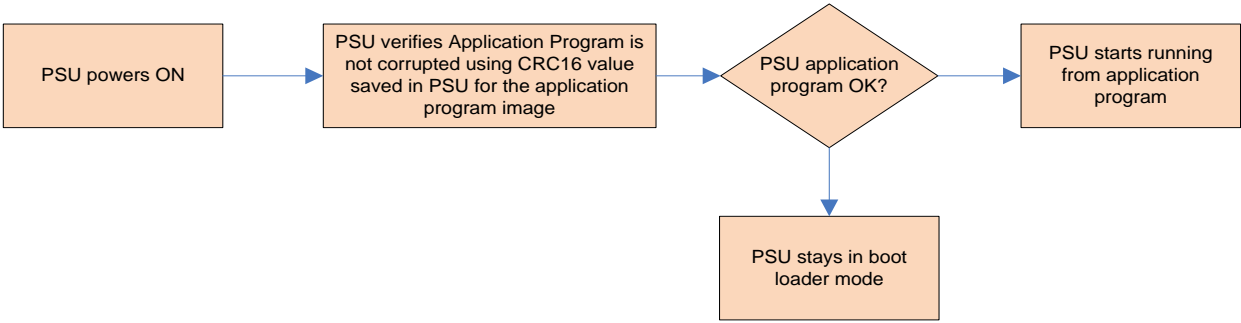 PSU powers ON
PSU verifies Application Program is
not corrupted using CRC16 value
saved in PSU for the application
program image
PSU application
program OK?
PSU starts running
from application
program
PSU stays in boot
loader mode